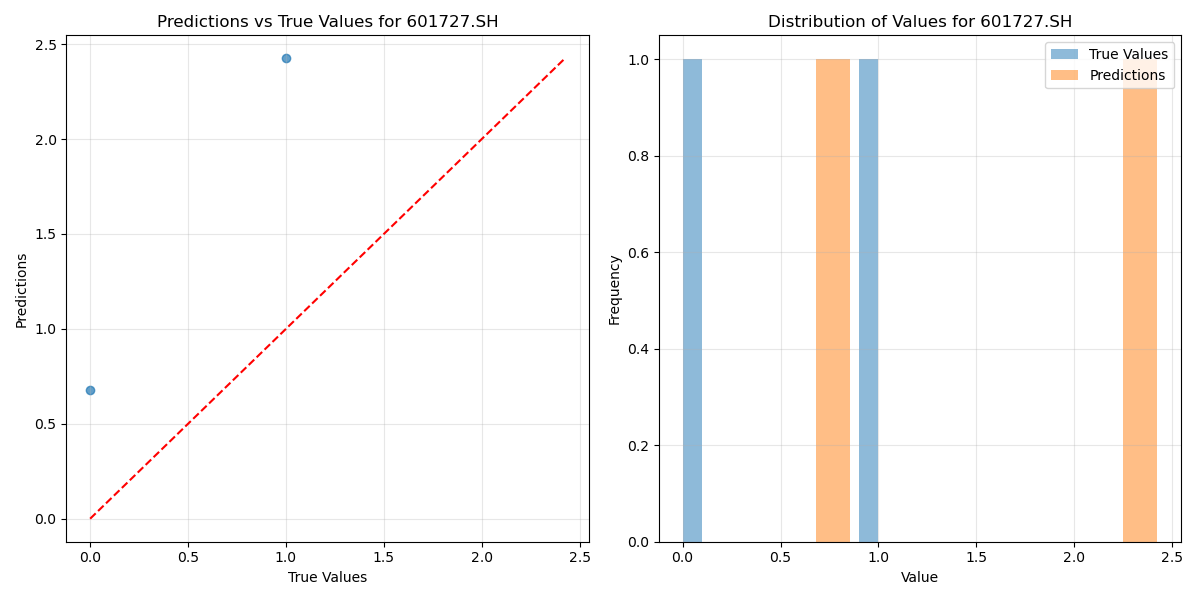 Predictions vs True Values for 601727.SH
2.5
2.0
1.5
1.0
0.5
0.0
Predictions
0.0 0.5 1.0 1.5 2.0 2.5
True Values
Distribution of Values for 601727.SH
True Values
Predictions
1.0
0.8
0.6
0.4
0.2
0.0
Frequency
0.0 0.5 1.0 1.5 2.0 2.5
Value